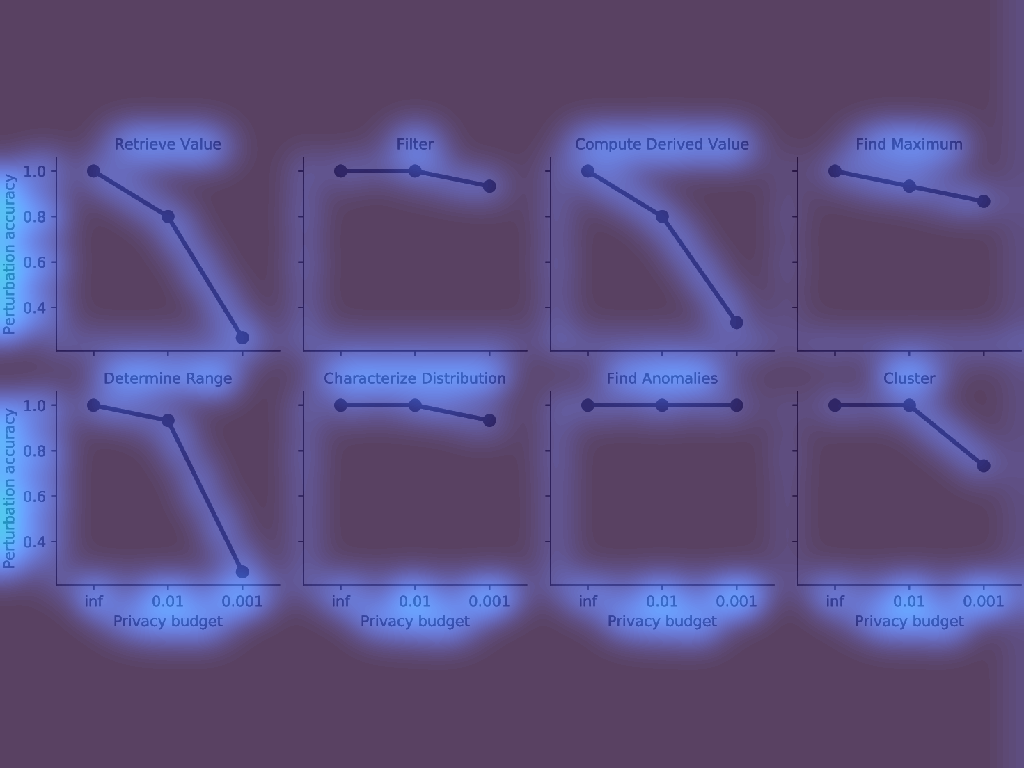 Retrieve Value
Filter
Compute Derived Value
Find Maximum
Perturbation accuracy
1.0
0.8
0.6
0.4
Determine Range
Characterize Distribution
Find Anomalies
Cluster
Perturbation accuracy
1.0
0.8
0.6
0.4
inf 0.01 0.001
Privacy budget
inf 0.01 0.001
Privacy budget
inf 0.01 0.001
Privacy budget
inf 0.01 0.001
Privacy budget